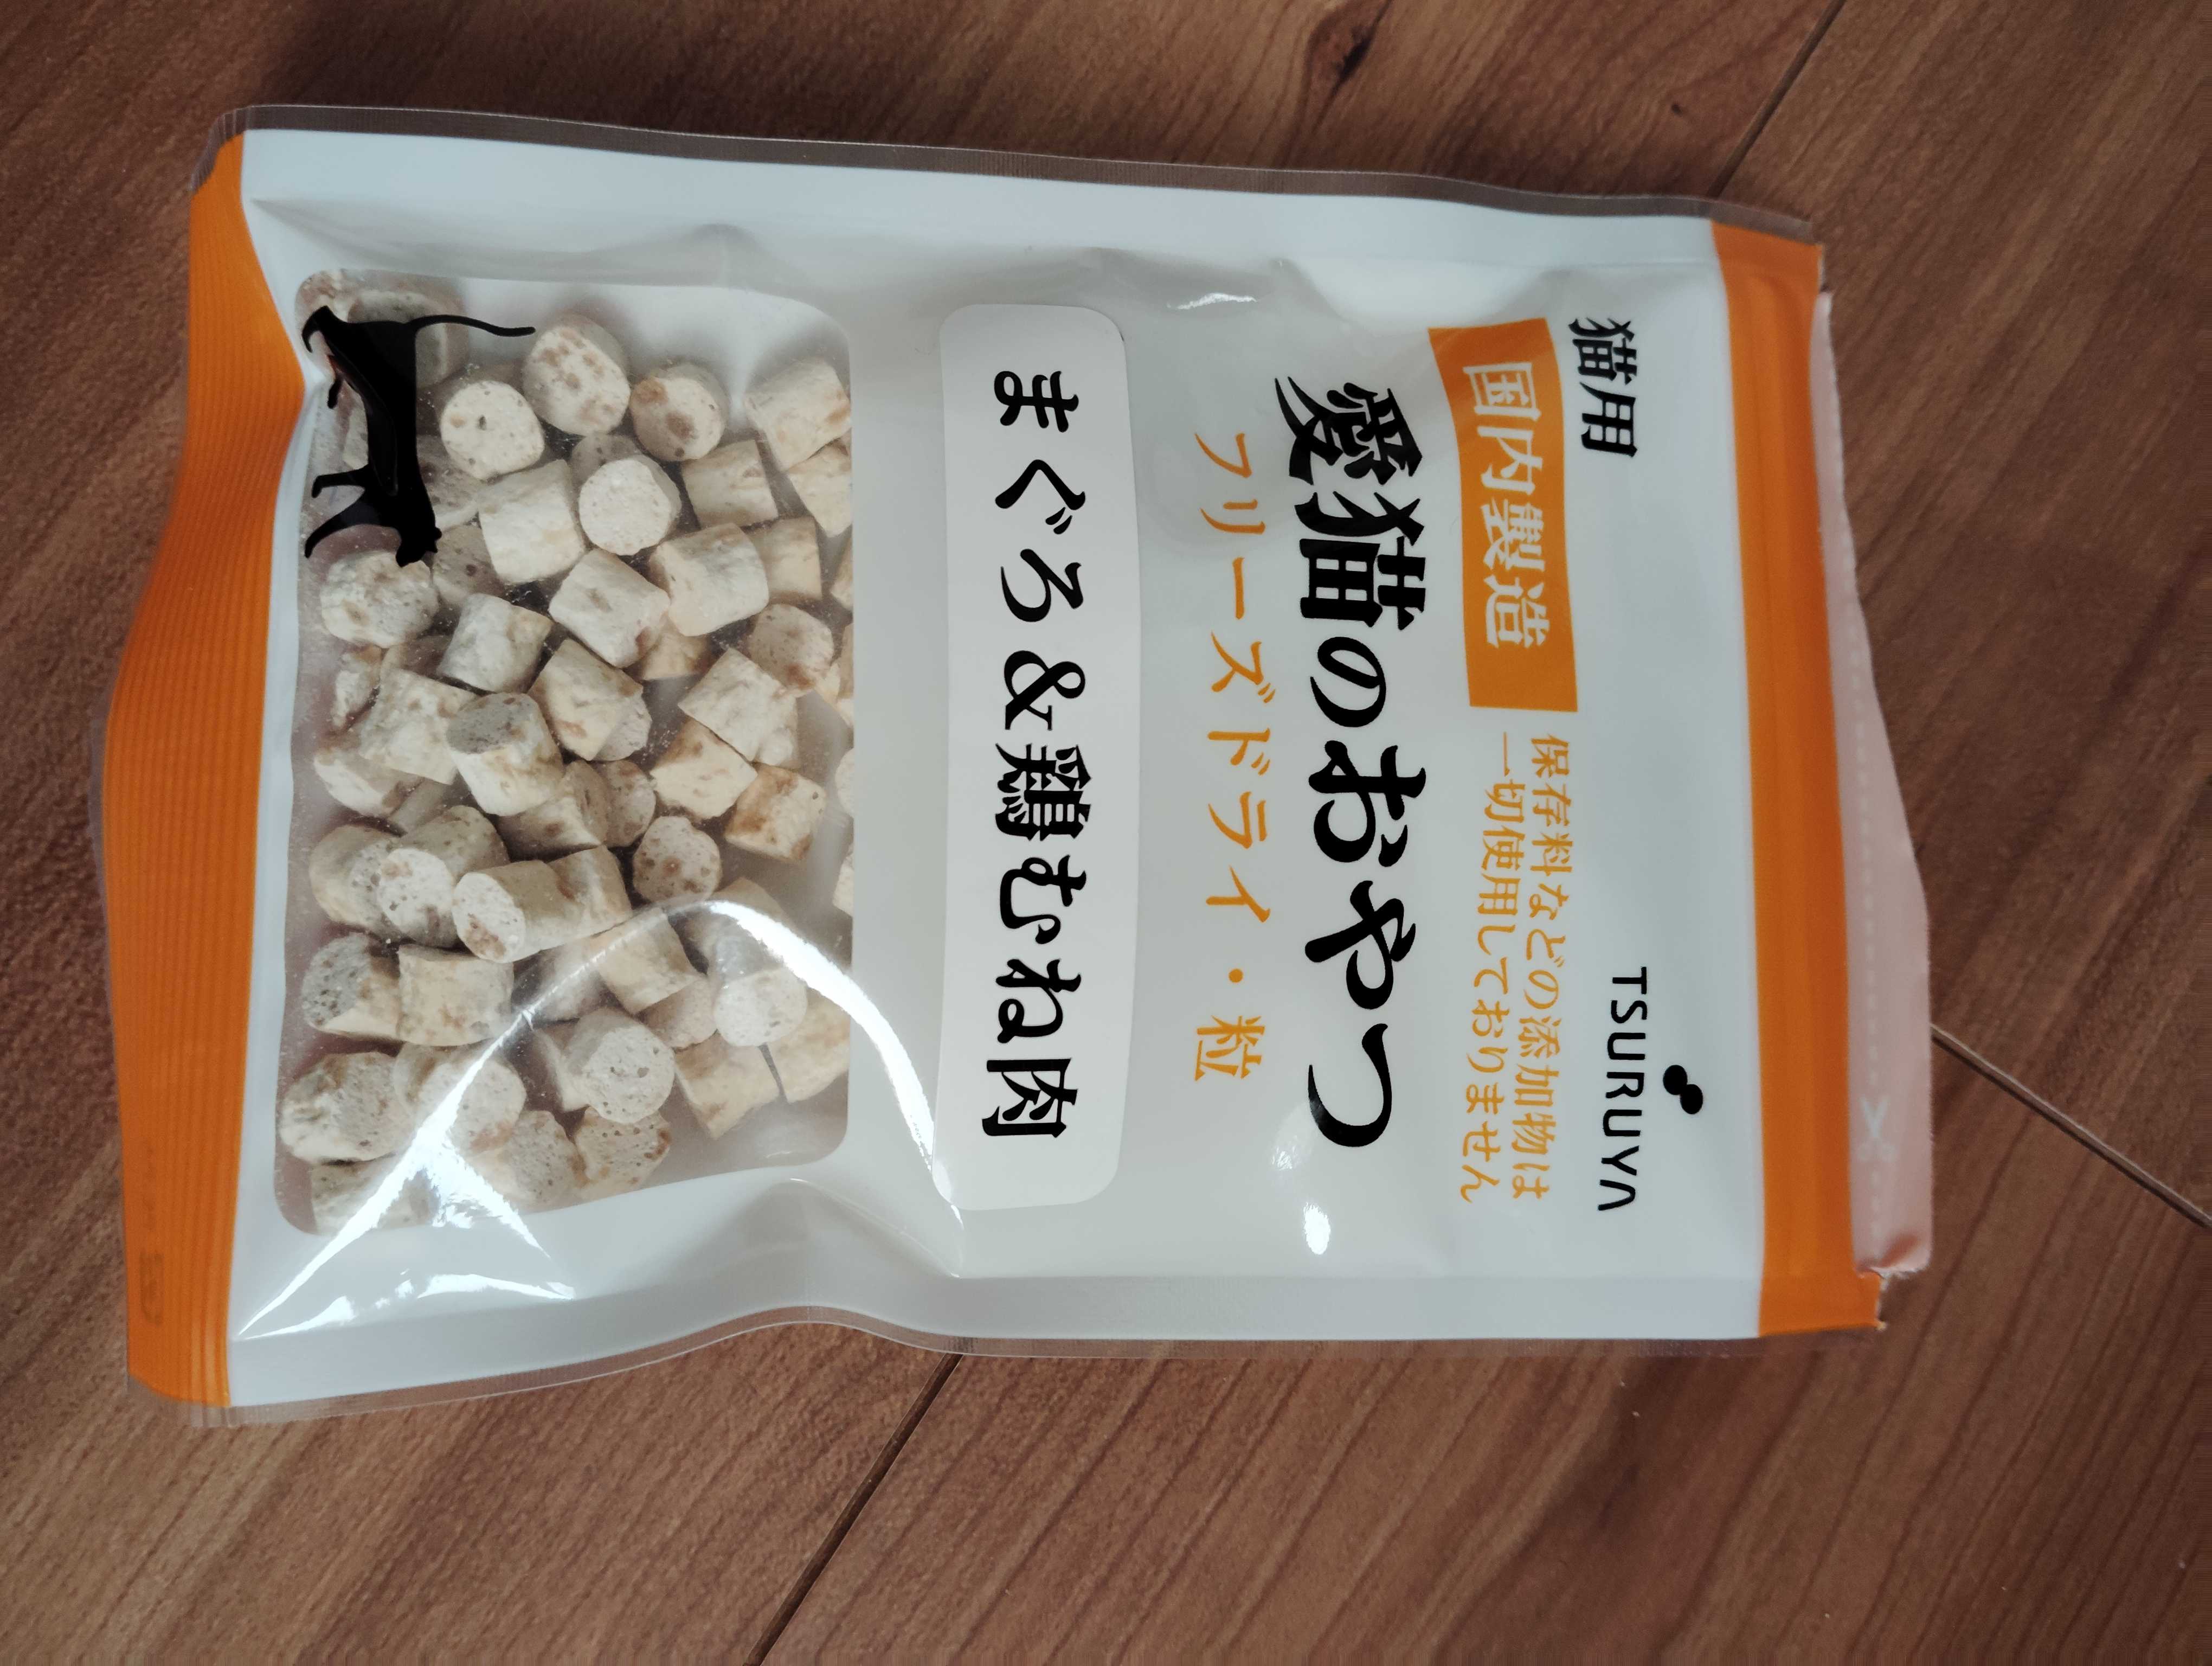 猫用
TSURUYA
国内製造
保存料などの添加物は
一切使用しておりません
愛猫のおやつ
フリーズドライ・粒
まぐろ&鶏むね肉